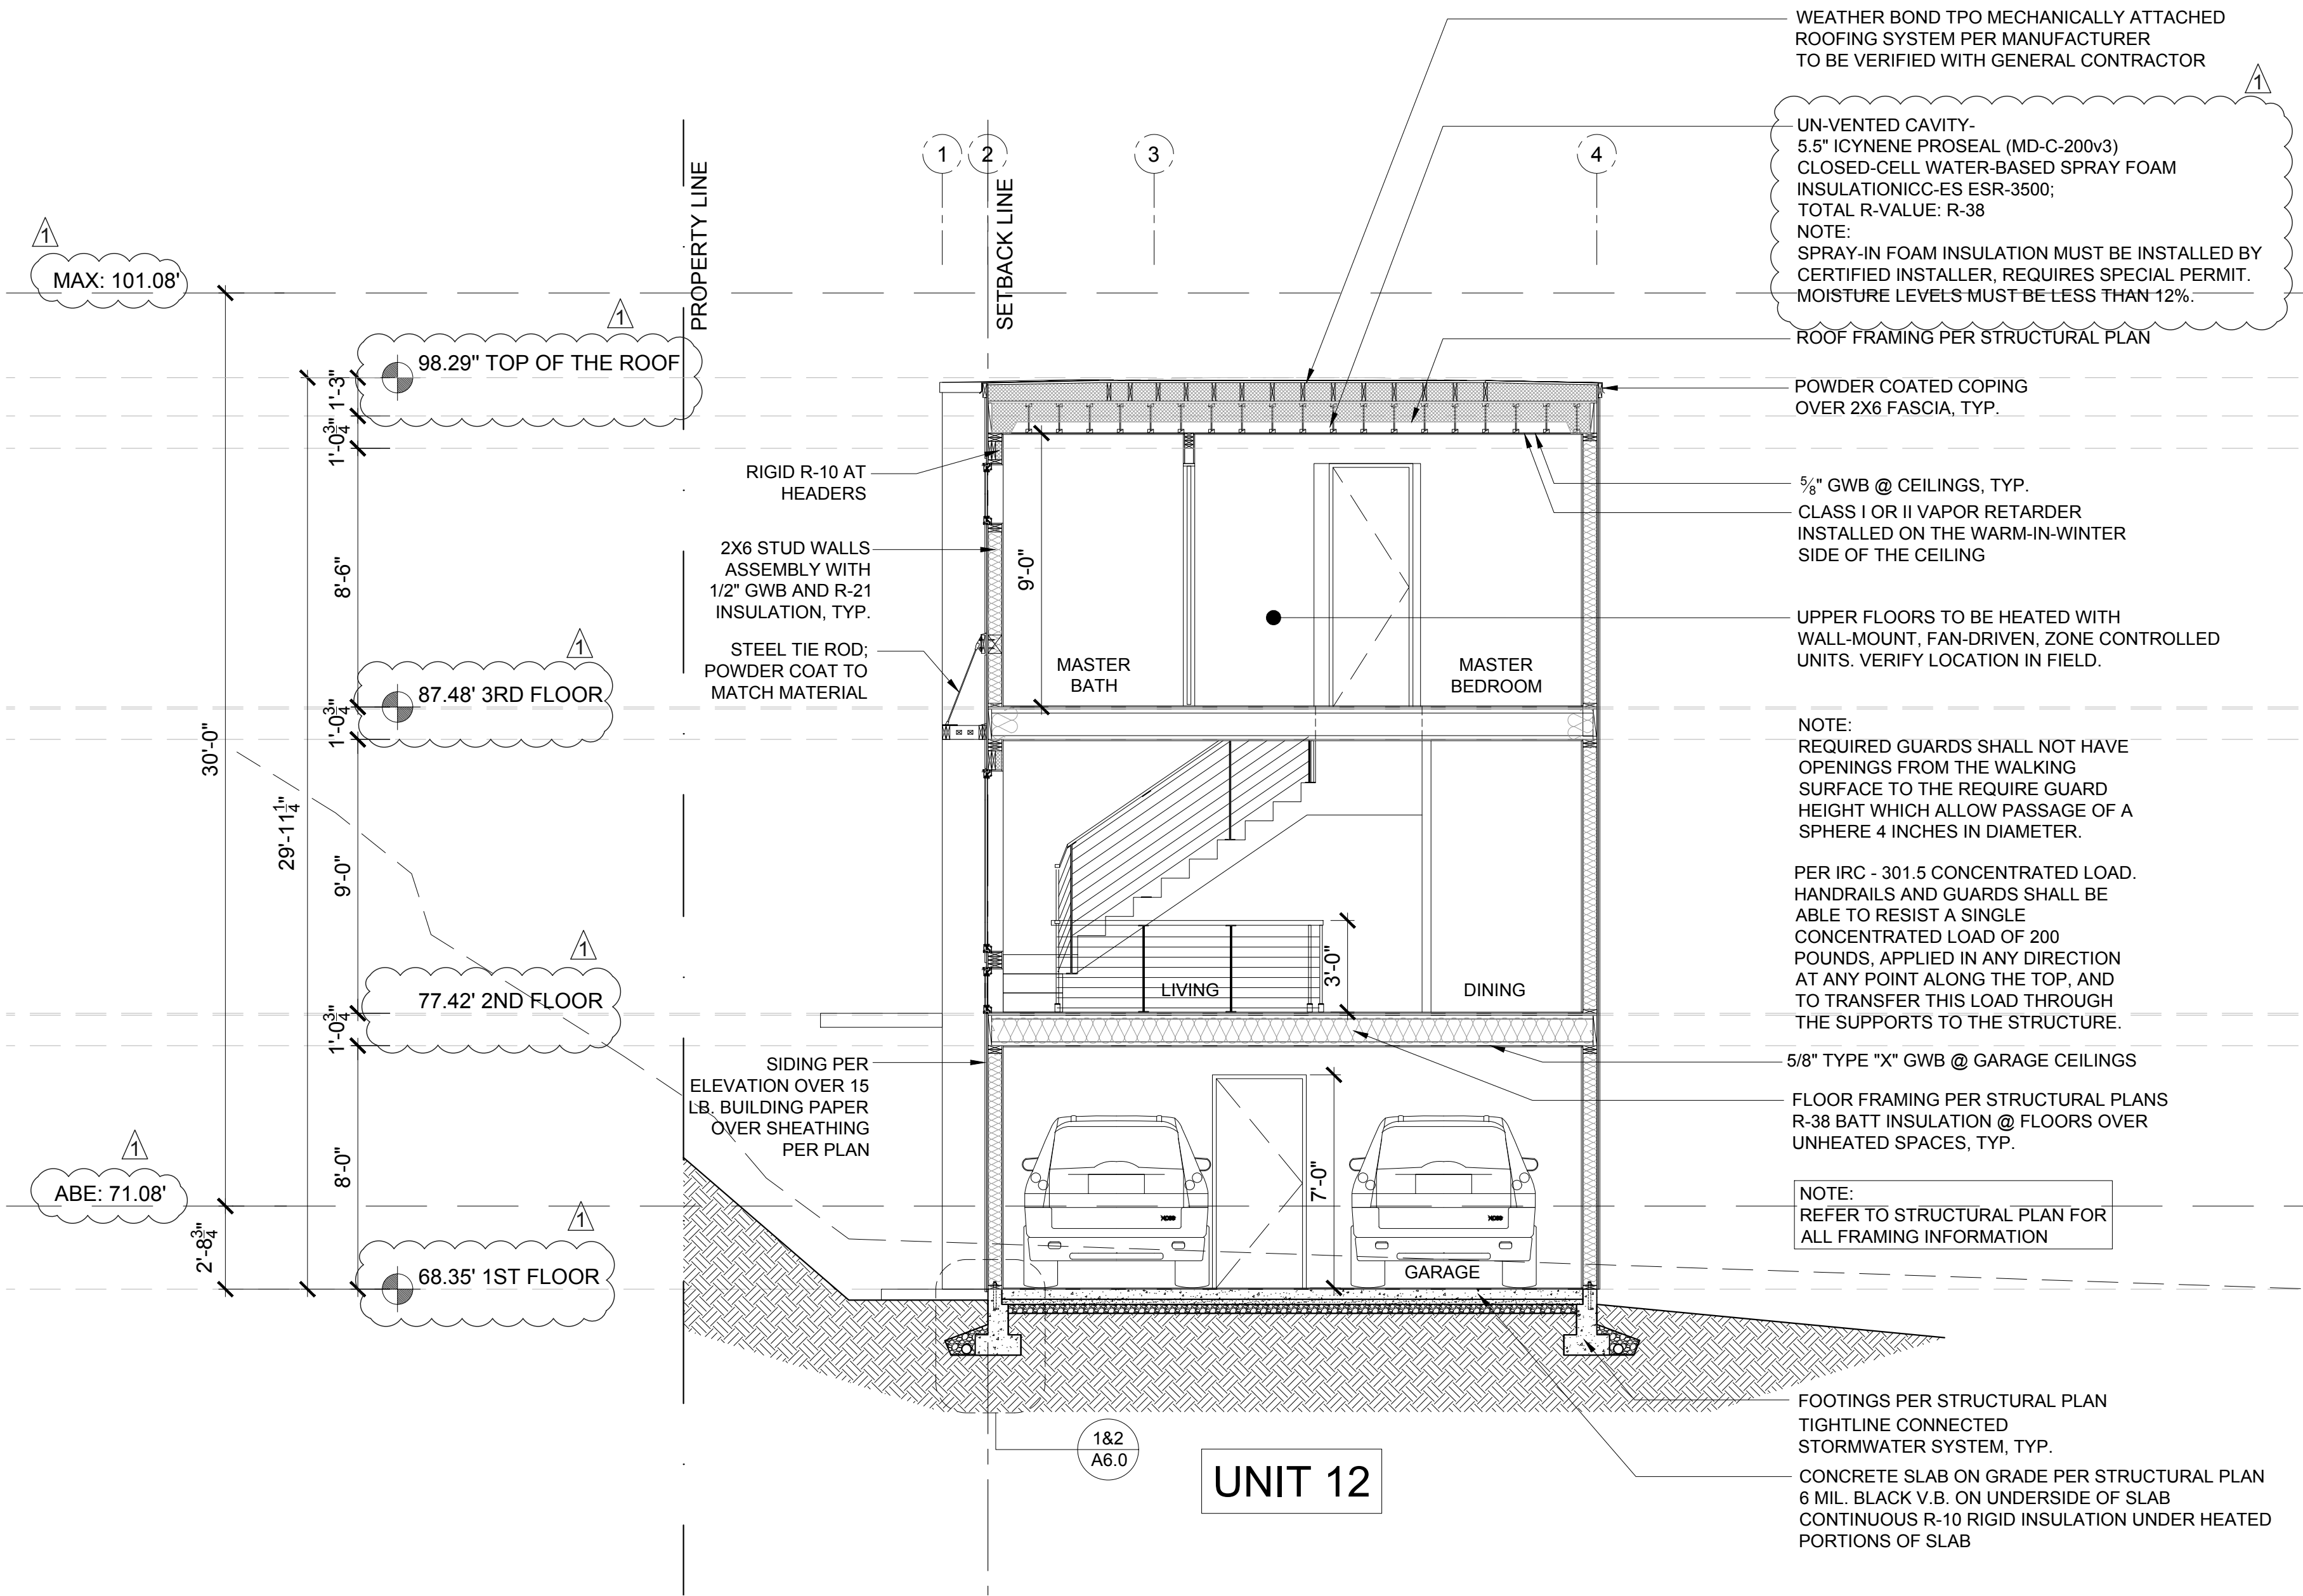 WEATHER BOND TPO MECHANICALLY ATTACHED
ROOFING SYSTEM PER MANUFACTURER
TO BE VERIFIED WITH GENERAL CONTRACTOR
1
UN-VENTED CAVITY-
5.5" ICYNENE PROSEAL (MD-C-200v3)
CLOSED-CELL WATER-BASED SPRAY FOAM
INSULATIONICC-ES ESR-3500;
TOTAL R-VALUE: R-38
NOTE:
SPRAY-IN FOAM INSULATION MUST BE INSTALLED BY
CERTIFIED INSTALLER, REQUIRES SPECIAL PERMIT.
MOISTURE LEVELS MUST BE LESS THAN 12%.
ROOF FRAMING PER STRUCTURAL PLAN
POWDER COATED COPING
OVER 2X6 FASCIA, TYP.
5/8" GWB @ CEILINGS, TYP.
CLASS I OR II VAPOR RETARDER
INSTALLED ON THE WARM-IN-WINTER
SIDE OF THE CEILING
UPPER FLOORS TO BE HEATED WITH
WALL-MOUNT, FAN-DRIVEN, ZONE CONTROLLED
UNITS. VERIFY LOCATION IN FIELD.
NOTE:
REQUIRED GUARDS SHALL NOT HAVE
OPENINGS FROM THE WALKING
SURFACE TO THE REQUIRE GUARD
HEIGHT WHICH ALLOW PASSAGE OF A
SPHERE 4 INCHES IN DIAMETER.
PER IRC - 301.5 CONCENTRATED LOAD.
HANDRAILS AND GUARDS SHALL BE
ABLE TO RESIST A SINGLE
CONCENTRATED LOAD OF 200
POUNDS, APPLIED IN ANY DIRECTION
AT ANY POINT ALONG THE TOP, AND
TO TRANSFER THIS LOAD THROUGH
THE SUPPORTS TO THE STRUCTURE.
5/8" TYPE "X" GWB @ GARAGE CEILINGS
FLOOR FRAMING PER STRUCTURAL PLANS
R-38 BATT INSULATION @ FLOORS OVER
UNHEATED SPACES, TYP.
NOTE:
REFER TO STRUCTURAL PLAN FOR
ALL FRAMING INFORMATION
FOOTINGS PER STRUCTURAL PLAN
TIGHTLINE CONNECTED
STORMWATER SYSTEM, TYP.
CONCRETE SLAB ON GRADE PER STRUCTURAL PLAN
6 MIL. BLACK V.B. ON UNDERSIDE OF SLAB
CONTINUOUS R-10 RIGID INSULATION UNDER HEATED
PORTIONS OF SLAB
1
2
3
4
PROPERTY LINE
SETBACK LINE
1
MAX: 101.08'
1
98.29" TOP OF THE ROOF
1'-3"
1'-0 3/4"
8'-6"
1
87.48' 3RD FLOOR
1'-0 3/4"
30'-0"
29'-11 1/4"
9'-0"
1
77.42' 2ND FLOOR
1'-0 3/4"
8'-0"
1
ABE: 71.08'
2'-8 3/4"
1
68.35' 1ST FLOOR
RIGID R-10 AT
HEADERS
2X6 STUD WALLS
ASSEMBLY WITH
1/2" GWB AND R-21
INSULATION, TYP.
STEEL TIE ROD;
POWDER COAT TO
MATCH MATERIAL
SIDING PER
ELEVATION OVER 15
LB. BUILDING PAPER
OVER SHEATHING
PER PLAN
9'-0"
MASTER
BATH
MASTER
BEDROOM
LIVING
3'-0"
DINING
7'-0"
GARAGE
1&2
A6.0
UNIT 12